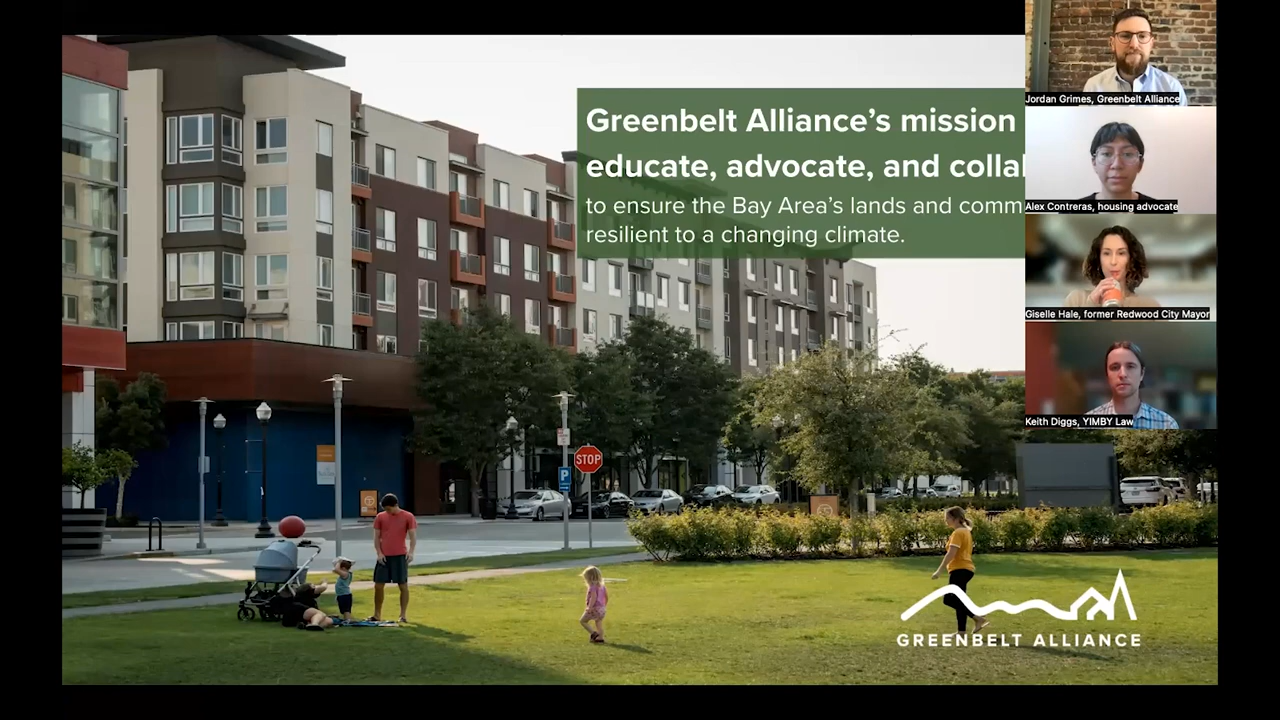 Greenbelt Alliance’s mission
educate, advocate, and collal
to ensure the Bay Area’s lands and comm
resilient to a changing climate.
Jordan Grimes, Greenbelt Alliance
Alex Contreras, housing advocate
Giselle Hale, former Redwood City Mayor
Keith Diggs, YIMBY Law
STOP
P
GREENBELT ALLIANCE